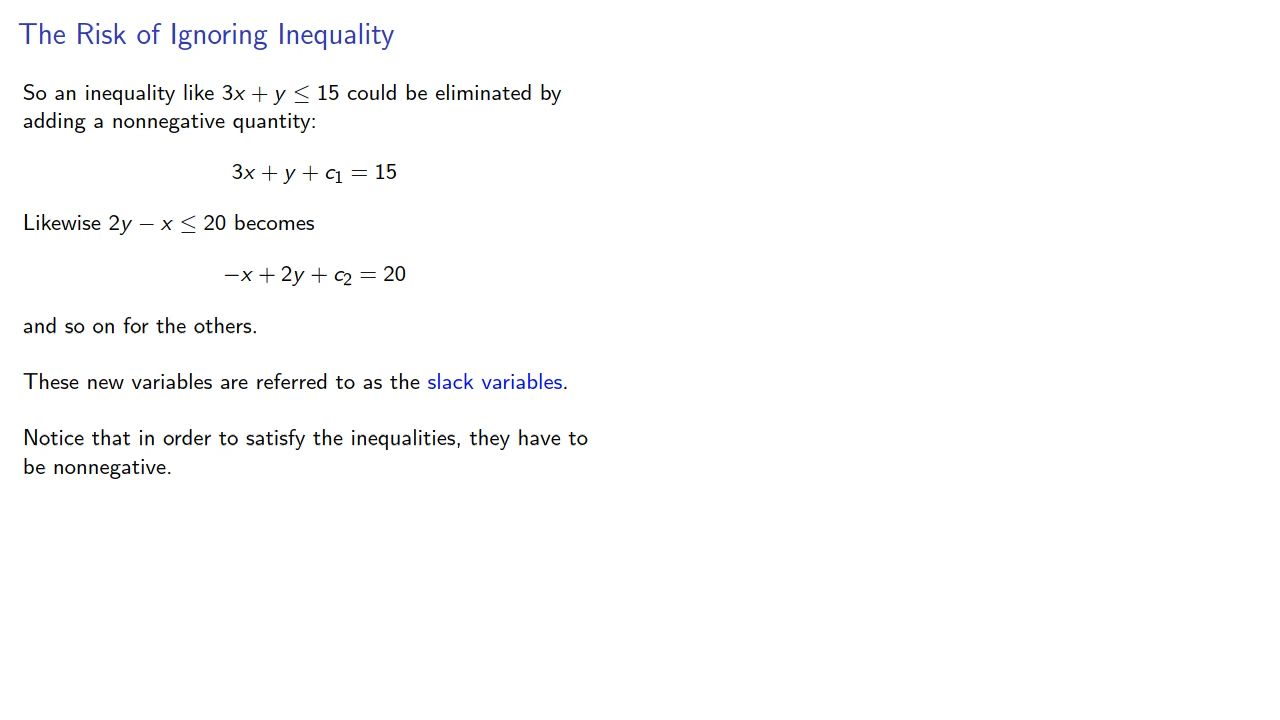 The Risk of Ignoring Inequality
So an inequality like 3x + y ≤ 15 could be eliminated by
adding a nonnegative quantity:
3x + y + c₁ = 15
Likewise 2y − x ≤ 20 becomes
−x + 2y + c₂ = 20
and so on for the others.
These new variables are referred to as the slack variables.
Notice that in order to satisfy the inequalities, they have to
be nonnegative.